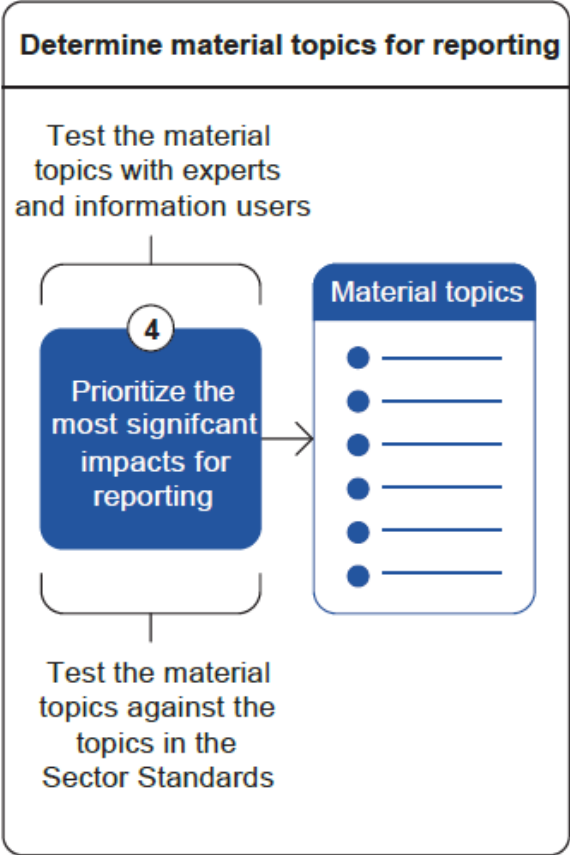 Determine material topics for reporting
Test the material
topics with experts
and information users
4
Prioritize the
most signifcant
impacts for
reporting
Material topics
Test the material
topics against the
topics in the
Sector Standards